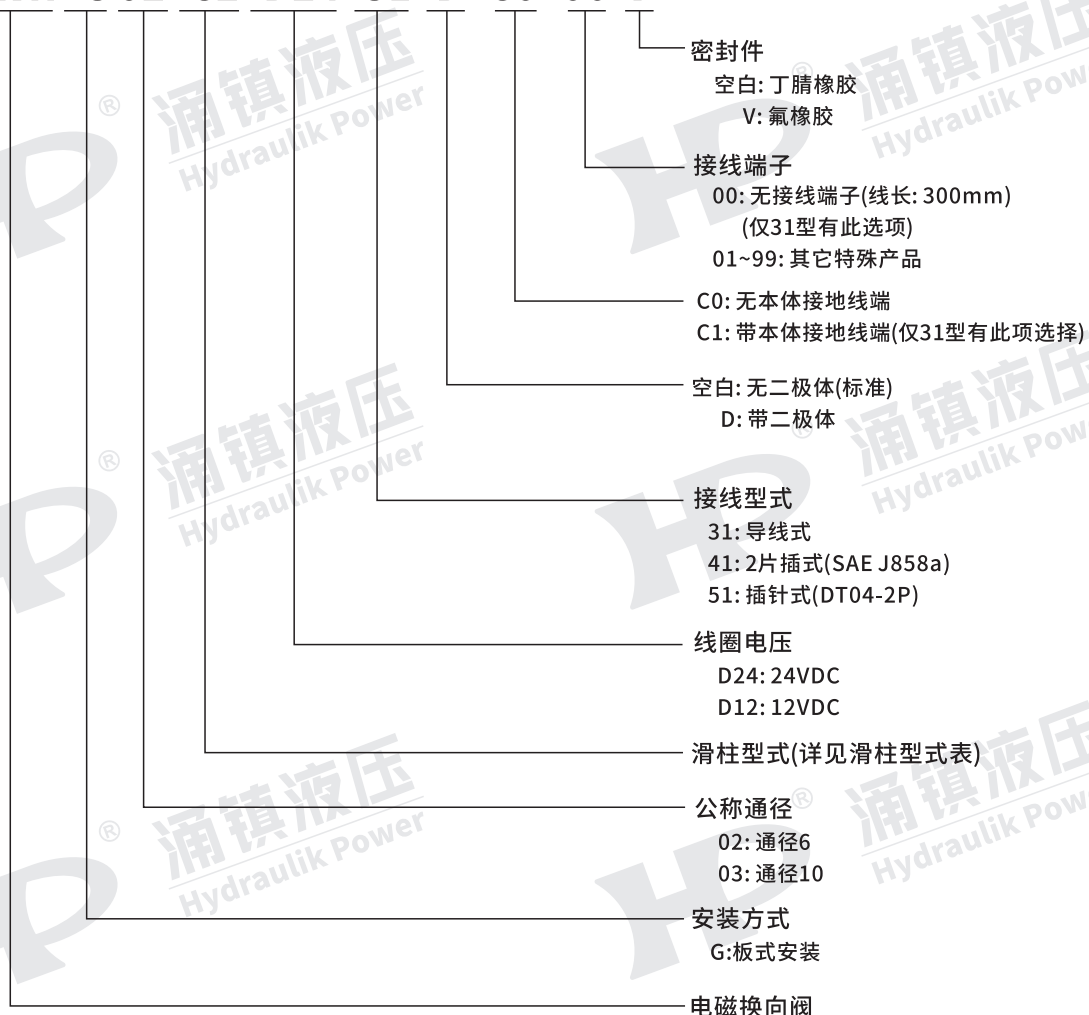 密封件
空白: 丁腈橡胶
V: 氟橡胶
接线端子
00: 无接线端子(线长: 300mm)
(仅31型有此选项)
01~99: 其它特殊产品
C0: 无本体接地线端
C1: 带本体接地线端(仅31型有此项选择)
空白: 无二极体(标准)
D: 带二极体
接线型式
31: 导线式
41: 2片插式(SAE J858a)
51: 插针式(DT04-2P)
线圈电压
D24: 24VDC
D12: 12VDC
滑柱型式(详见滑柱型式表)
公称通径
02: 通径6
03: 通径10
安装方式
G:板式安装
电磁换向阀
涌镇液压
Hydraulik Power
HP
®